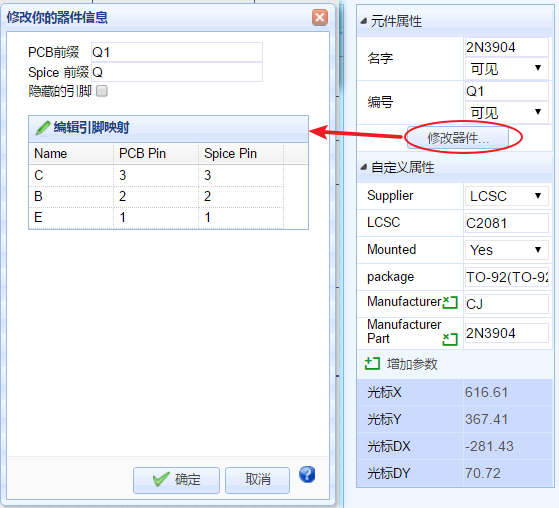 修改你的器件信息
PCB前缀 Q1
Spice 前缀 Q
隐藏的引脚
编辑引脚映射
Name PCB Pin Spice Pin
C 3 3
B 2 2
E 1 1
确定 取消
元件属性
名字 2N3904
可见
编号 Q1
可见
修改器件...
自定义属性
Supplier LCSC
LCSC C2081
Mounted Yes
package TO-92(TO-92
Manufacturer CJ
Manufacturer
Part 2N3904
增加参数
光标X 616.61
光标Y 367.41
光标DX -281.43
光标DY 70.72